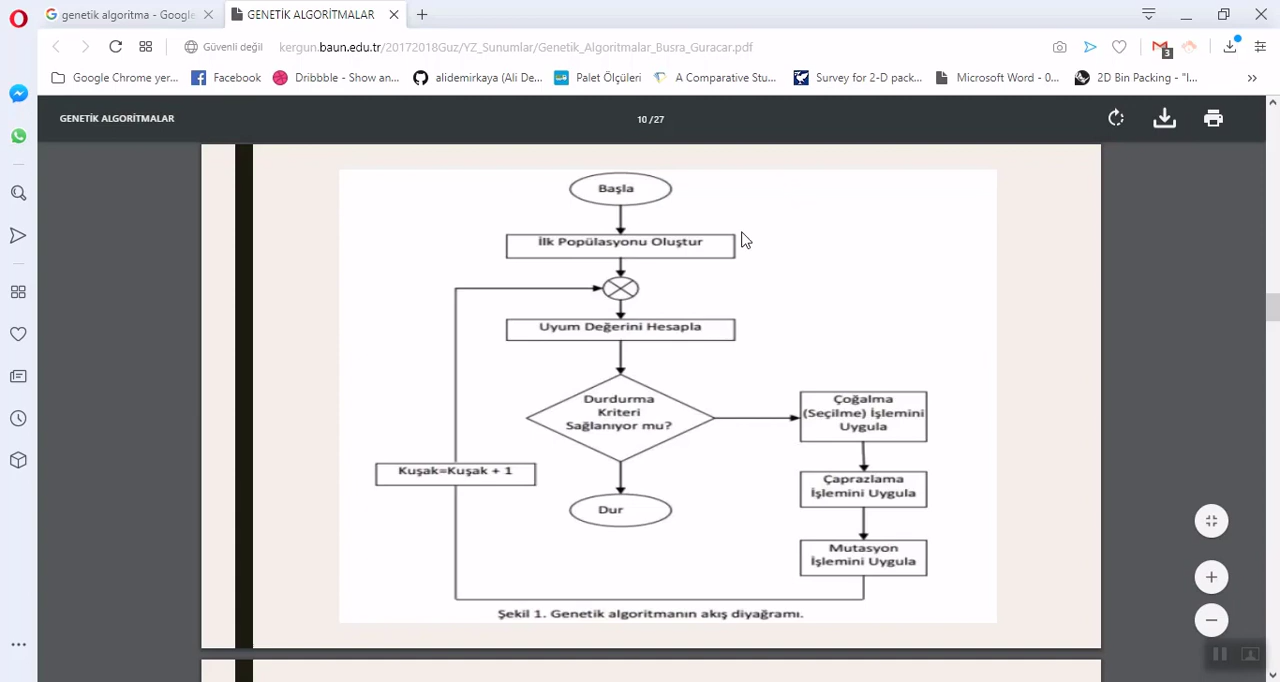 genetik algoritma - Google
GENETİK ALGORİTMALAR
Güvenli değil
kergun.baun.edu.tr/20172018Guz/YZ_Sunumlar/Genetik_Algoritmalar_Busra_Guracar.pdf
3
Google Chrome yer...
Facebook
Dribbble - Show an...
alidemirkaya (Ali De...
Palet Ölçüleri
A Comparative Stu...
Survey for 2-D pack...
Microsoft Word - 0...
2D Bin Packing - "I...
GENETİK ALGORİTMALAR
10 / 27
Başla
İlk Popülasyonu Oluştur
Uyum Değerini Hesapla
Durdurma
Kriteri
Sağlanıyor mu?
Çoğalma
(Seçilme) İşlemini
Uygula
Kuşak=Kuşak + 1
Çaprazlama
İşlemini Uygula
Dur
Mutasyon
İşlemini Uygula
Şekil 1. Genetik algoritmanın akış diyağramı.